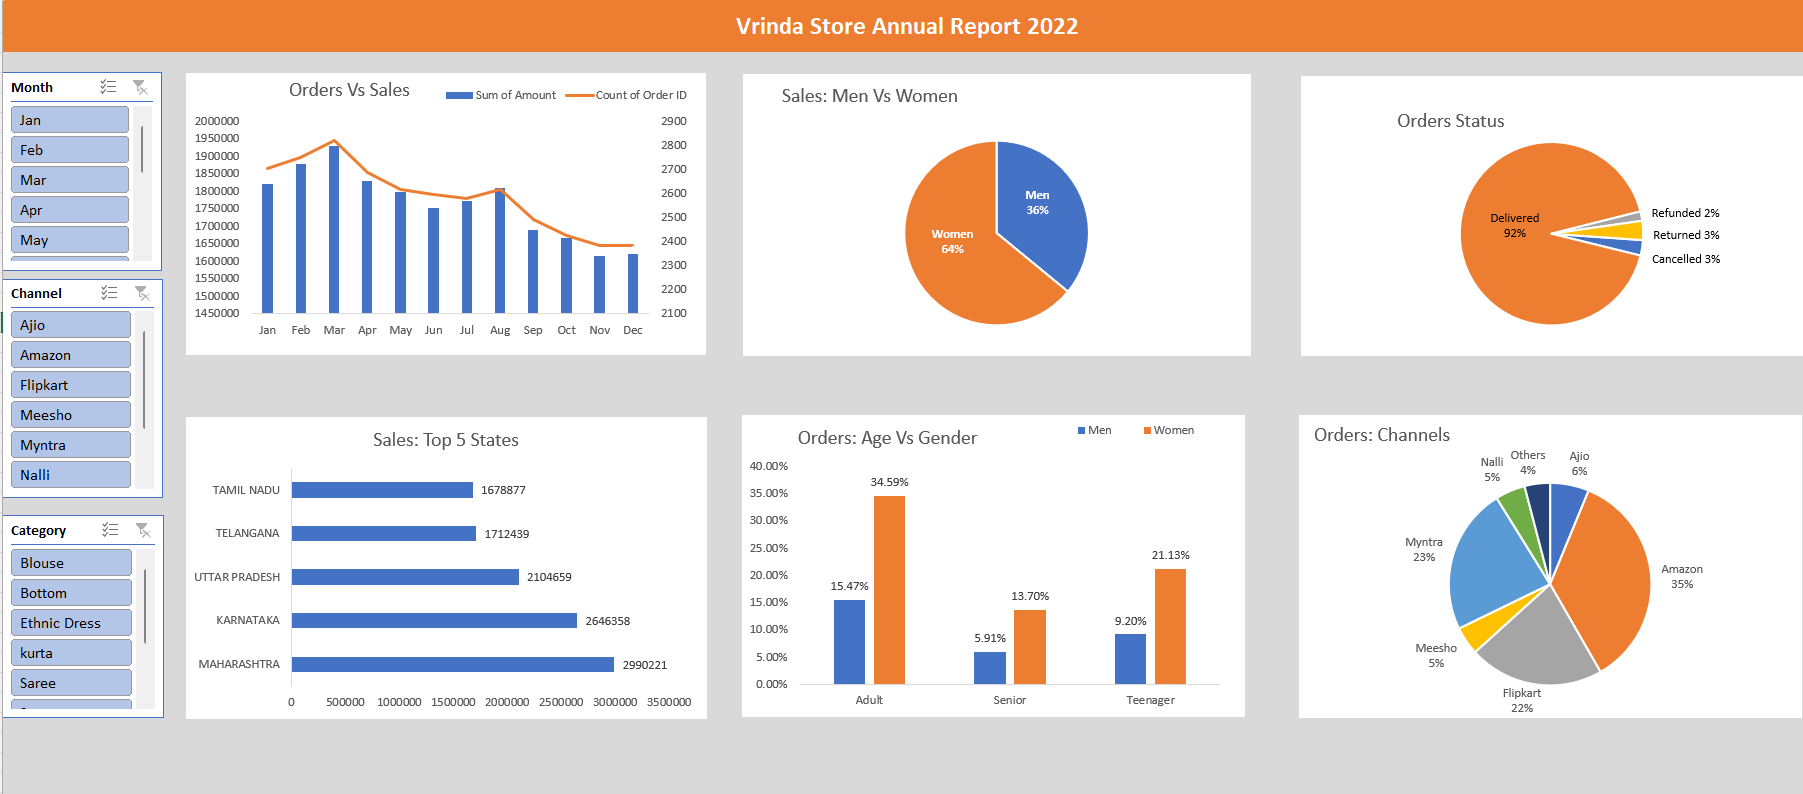 Vrinda Store Annual Report 2022
Month
Jan
Feb
Mar
Apr
May
Channel
Ajio
Amazon
Flipkart
Meesho
Myntra
Nalli
Category
Blouse
Bottom
Ethnic Dress
kurta
Saree
Orders Vs Sales
Sum of Amount
Count of Order ID
2000000
1950000
1900000
1850000
1800000
1750000
1700000
1650000
1600000
1550000
1500000
1450000
2900
2800
2700
2600
2500
2400
2300
2200
2100
Jan Feb Mar Apr May Jun Jul Aug Sep Oct Nov Dec
Sales: Men Vs Women
Men
36%
Women
64%
Orders Status
Delivered
92%
Refunded 2%
Returned 3%
Cancelled 3%
Sales: Top 5 States
TAMIL NADU 1678877
TELANGANA 1712439
UTTAR PRADESH 2104659
KARNATAKA 2646358
MAHARASHTRA 2990221
0 500000 1000000 1500000 2000000 2500000 3000000 3500000
Orders: Age Vs Gender
Men Women
40.00%
35.00%
30.00%
25.00%
20.00%
15.00%
10.00%
5.00%
0.00%
15.47%
34.59%
5.91%
13.70%
9.20%
21.13%
Adult Senior Teenager
Orders: Channels
Nalli
5%
Others
4%
Ajio
6%
Myntra
23%
Amazon
35%
Meesho
5%
Flipkart
22%